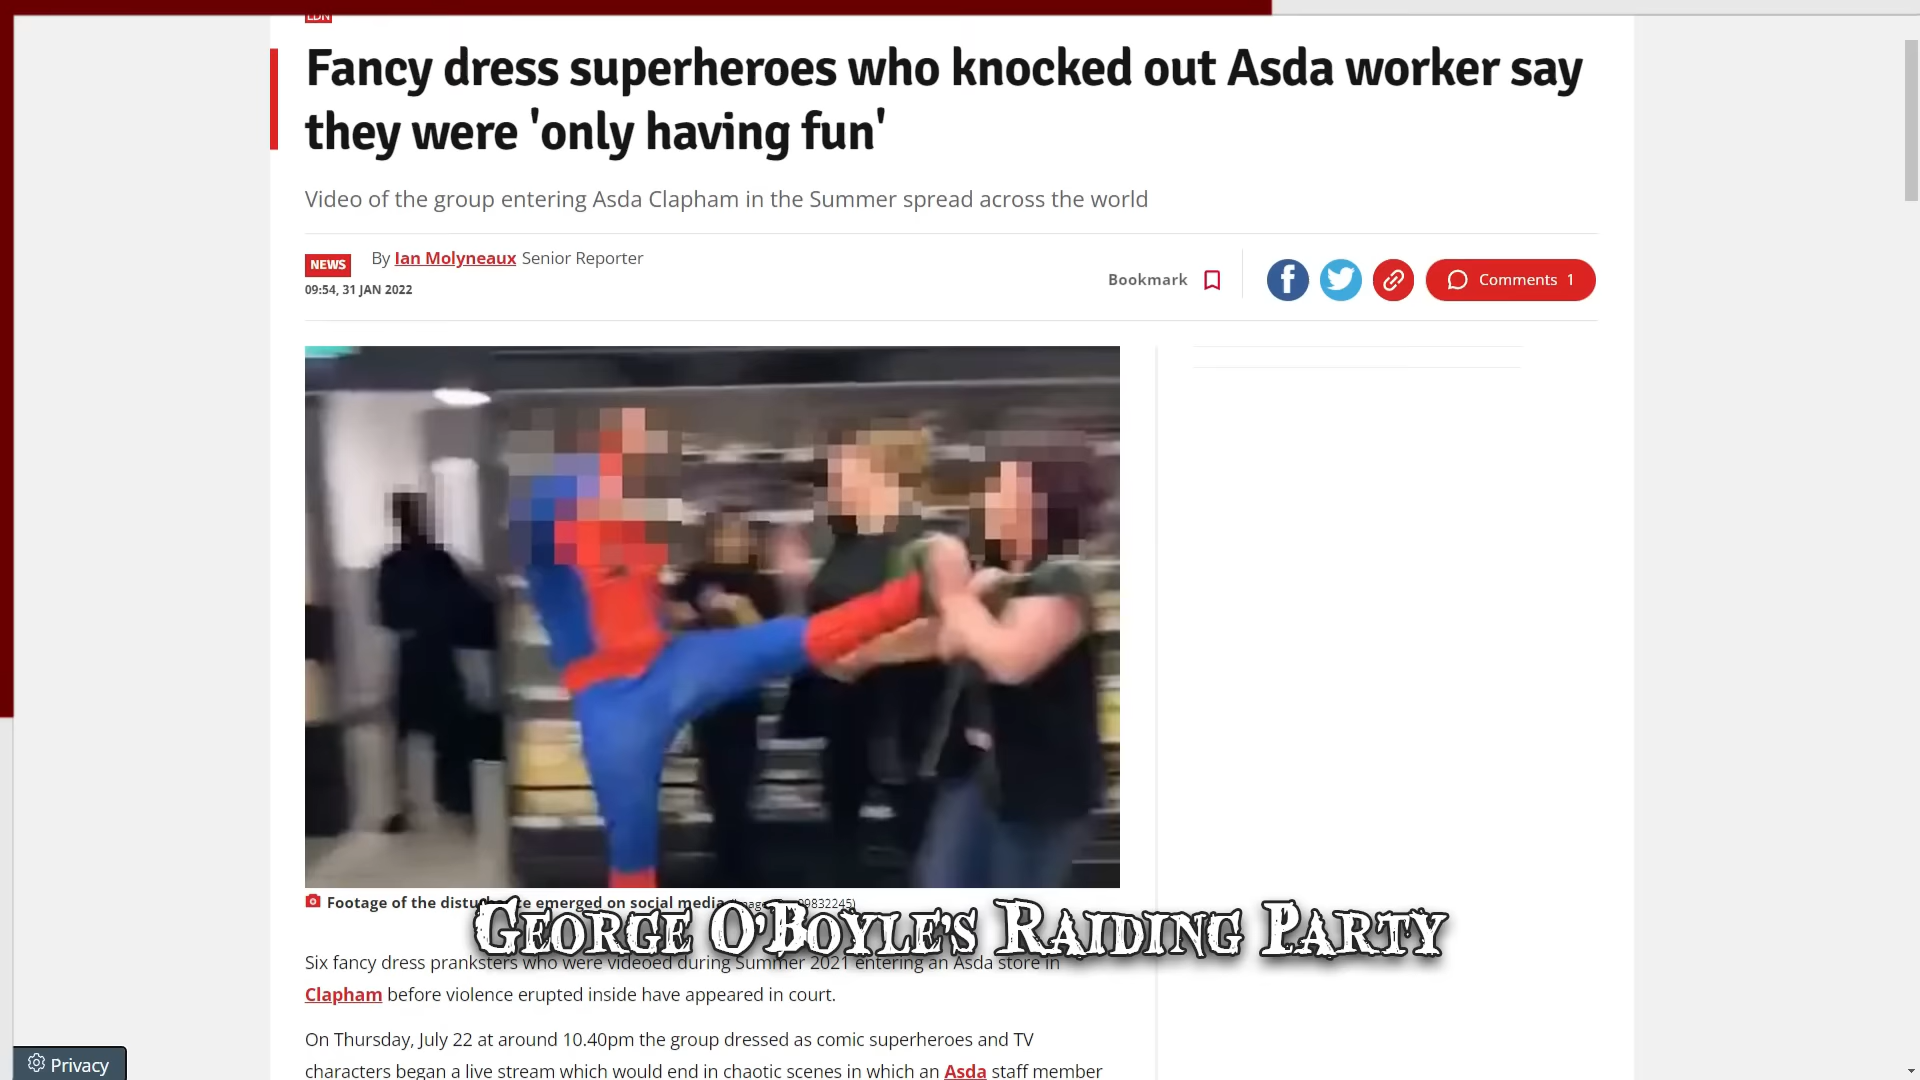 LDN
Fancy dress superheroes who knocked out Asda worker say
they were 'only having fun'
Video of the group entering Asda Clapham in the Summer spread across the world
NEWS
By Ian Molyneaux Senior Reporter
09:54, 31 JAN 2022
Bookmark
Comments 1
Footage of the disturbance emerged on social media
George O'Boyle's Raiding Party
Six fancy dress pranksters who were videoed during Summer 2021 entering an Asda store in
Clapham before violence erupted inside have appeared in court.
On Thursday, July 22 at around 10.40pm the group dressed as comic superheroes and TV
characters began a live stream which would end in chaotic scenes in which an Asda staff member
Privacy